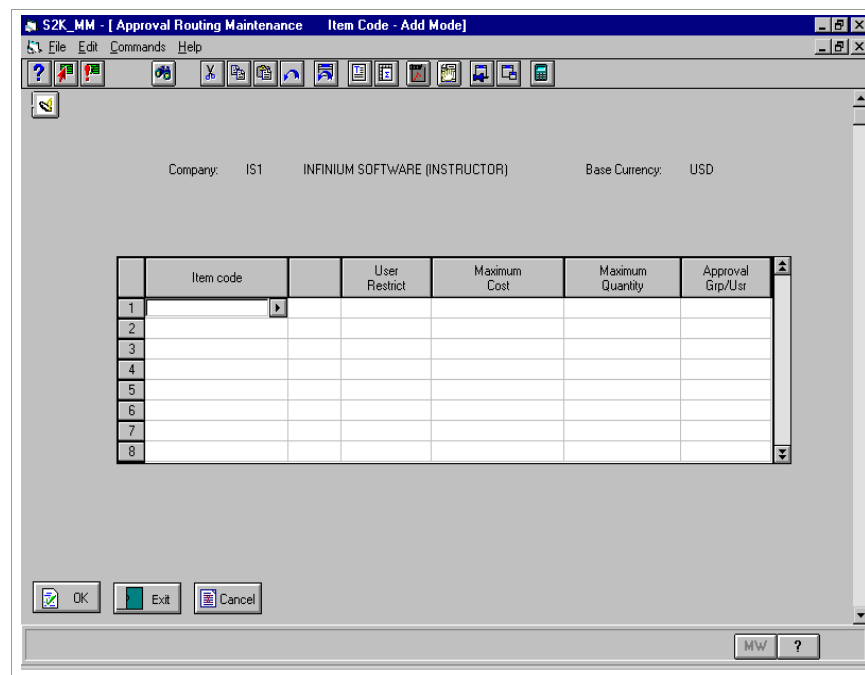 S2K_MM - [ Approval Routing Maintenance Item Code - Add Mode]
File Edit Commands Help
Company: IS1 INFINIUM SOFTWARE (INSTRUCTOR) Base Currency: USD
Item code User Restrict Maximum Cost Maximum Quantity Approval Grp/Usr
1
2
3
4
5
6
7
8
OK Exit Cancel
MW ?